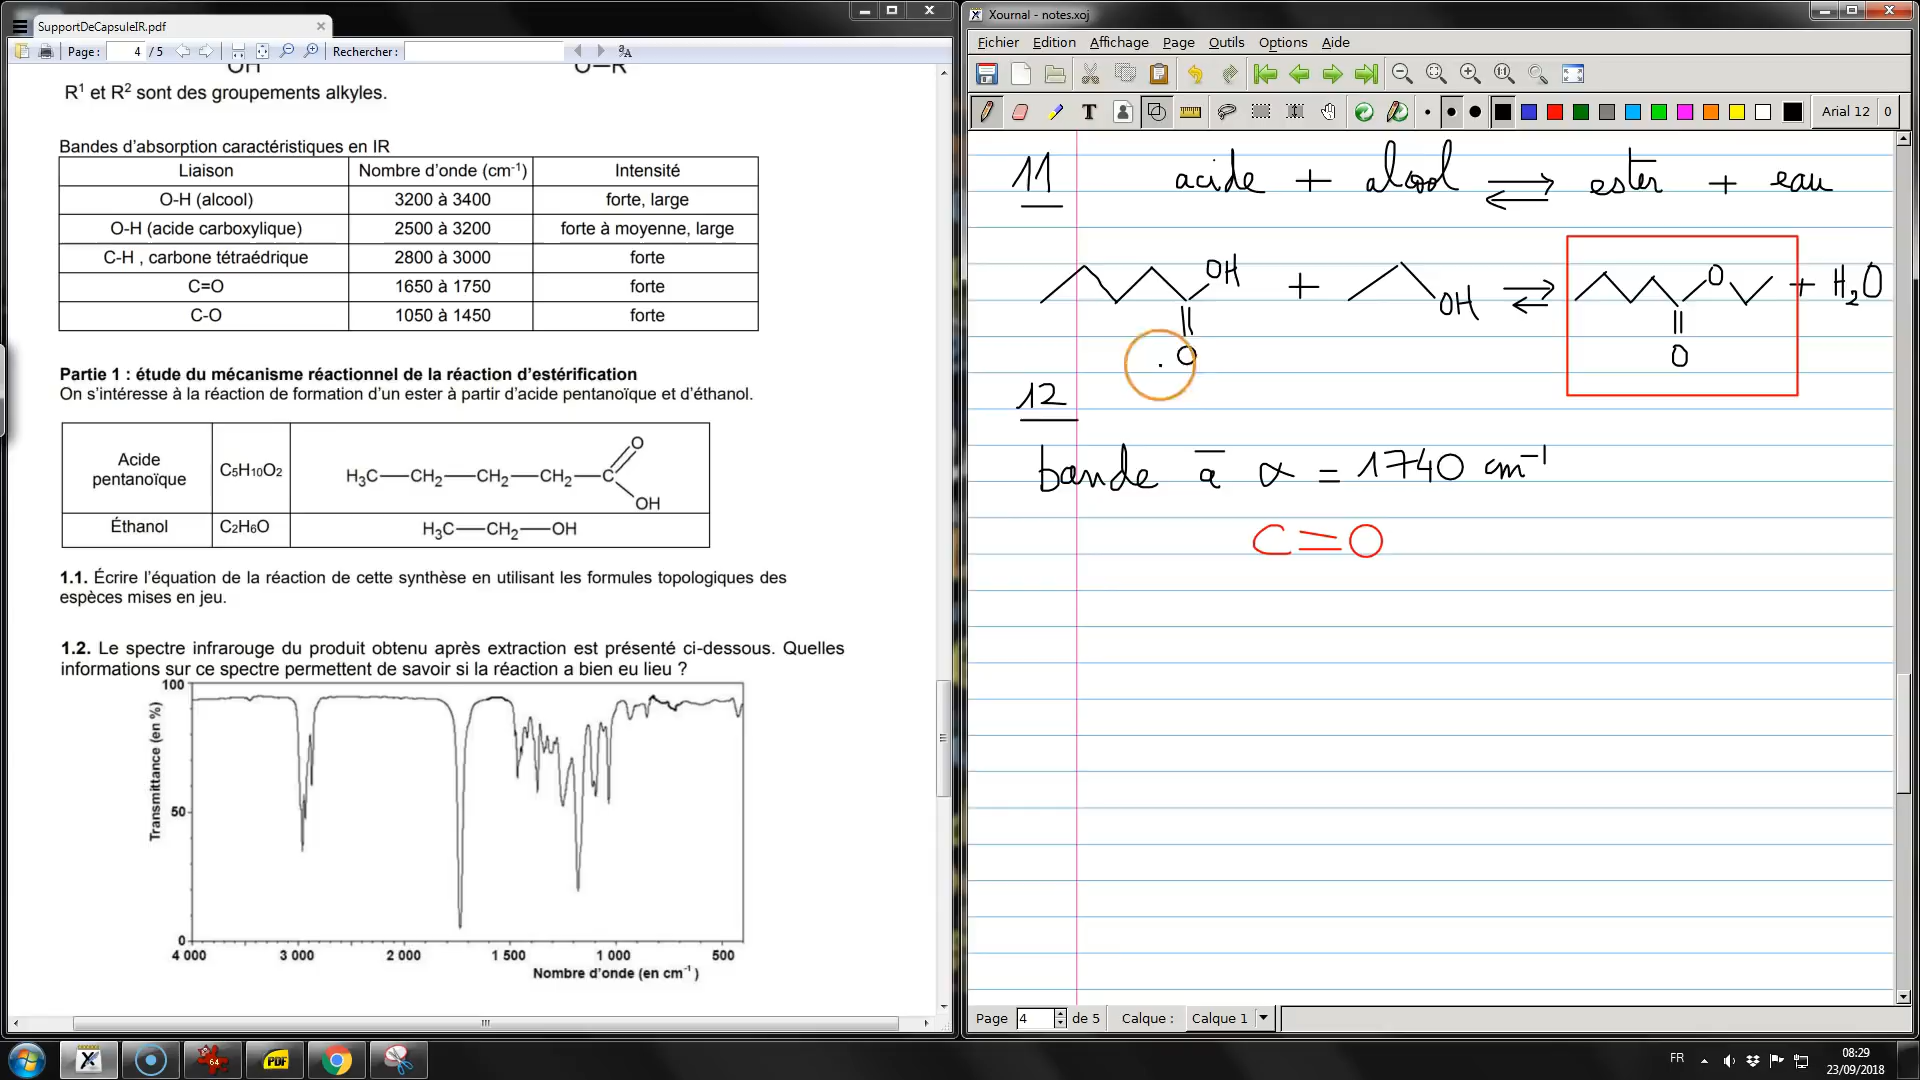 SupportDeCapsuleIR.pdf
Page : 4 / 5 Rechercher :
R¹ et R² sont des groupements alkyles.
Bandes d’absorption caractéristiques en IR
Liaison Nombre d’onde (cm⁻¹) Intensité
O-H (alcool) 3200 à 3400 forte, large
O-H (acide carboxylique) 2500 à 3200 forte à moyenne, large
C-H , carbone tétraédrique 2800 à 3000 forte
C=O 1650 à 1750 forte
C-O 1050 à 1450 forte
Partie 1 : étude du mécanisme réactionnel de la réaction d’estérification
On s’intéresse à la réaction de formation d’un ester à partir d’acide pentanoïque et d’éthanol.
Acide
pentanoïque
C₅H₁₀O₂
O
H₃C—CH₂—CH₂—CH₂—C
OH
Éthanol C₂H₆O H₃C—CH₂—OH
1.1. Écrire l’équation de la réaction de cette synthèse en utilisant les formules topologiques des
espèces mises en jeu.
1.2. Le spectre infrarouge du produit obtenu après extraction est présenté ci-dessous. Quelles
informations sur ce spectre permettent de savoir si la réaction a bien eu lieu ?
Transmittance (en %)
100
50
0
4 000 3 000 2 000 1 500 1 000 500
Nombre d’onde (en cm⁻¹)
Xournal - notes.xoj
Fichier Edition Affichage Page Outils Options Aide
Arial 12 0
11 acide + alcool ⇌ ester + eau
OH + OH ⇌ O + H₂O
O O
12
bande à σ = 1740 cm⁻¹
C=O
Page 4 de 5 Calque : Calque 1
64 PDF
FR 08:29
23/09/2018